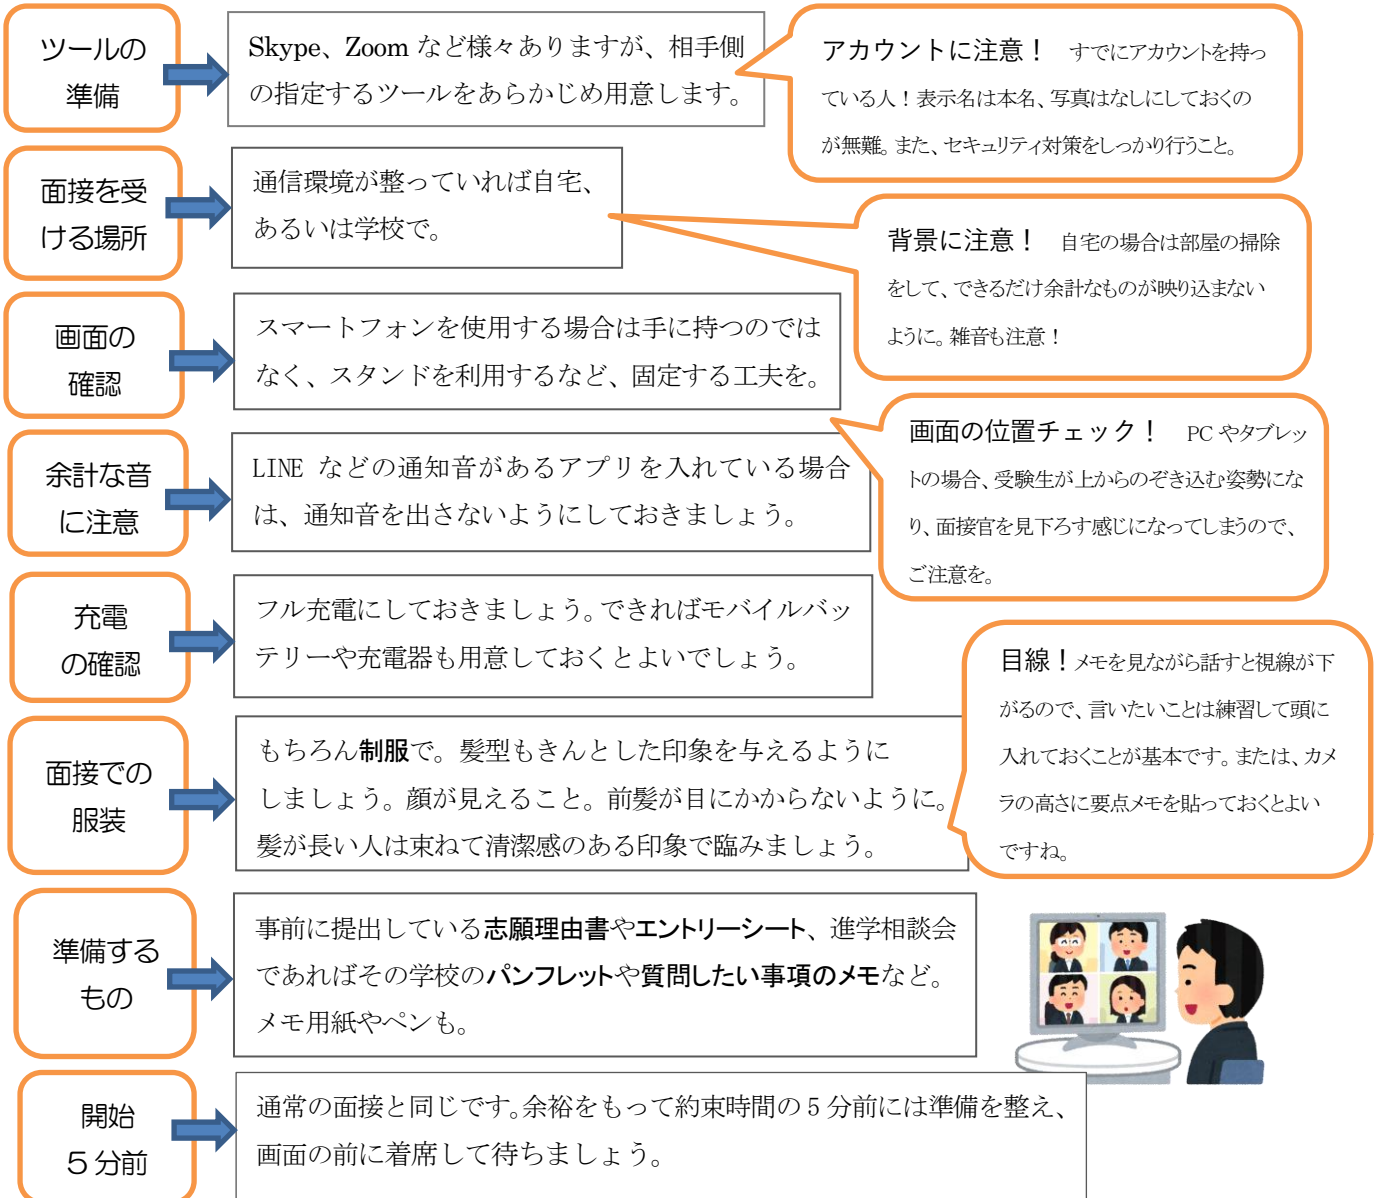 ツールの
準備
Skype、Zoom など様々ありますが、相手側
の指定するツールをあらかじめ用意します。
アカウントに注意！ すでにアカウントを持っ
ている人！表示名は本名、写真はなしにしておくの
が無難。また、セキュリティ対策をしっかり行うこと。
面接を受
ける場所
通信環境が整っていれば自宅、
あるいは学校で。
背景に注意！ 自宅の場合は部屋の掃除
をして、できるだけ余計なものが映り込まない
ように。雑音も注意！
画面の
確認
スマートフォンを使用する場合は手に持つのでは
なく、スタンドを利用するなど、固定する工夫を。
画面の位置チェック！ PC やタブレッ
トの場合、受験生が上からのぞき込む姿勢にな
り、面接官を見下ろす感じになってしまうので、
ご注意を。
余計な音
に注意
LINE などの通知音があるアプリを入れている場合
は、通知音を出さないようにしておきましょう。
充電
の確認
フル充電にしておきましょう。できればモバイルバッ
テリーや充電器も用意しておくとよいでしょう。
目線！メモを見ながら話すと視線が下
がるので、言いたいことは練習して頭に
入れておくことが基本です。または、カメ
ラの高さに要点メモを貼っておくとよい
ですね。
面接での
服装
もちろん制服で。髪型もきんとした印象を与えるように
しましょう。顔が見えること。前髪が目にかからないように。
髪が長い人は束ねて清潔感のある印象で臨みましょう。
準備する
もの
事前に提出している志願理由書やエントリーシート、進学相談会
であればその学校のパンフレットや質問したい事項のメモなど。
メモ用紙やペンも。
開始
５分前
通常の面接と同じです。余裕をもって約束時間の５分前には準備を整え、
画面の前に着席して待ちましょう。